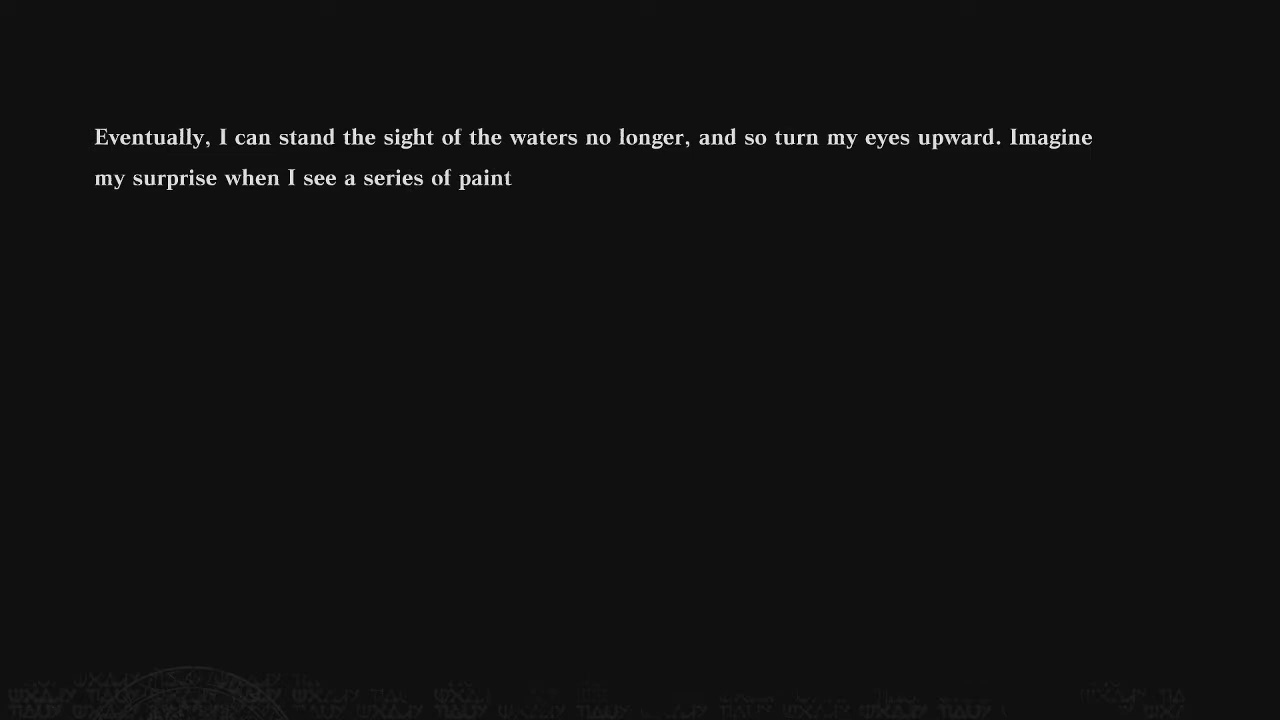 Eventually, I can stand the sight of the waters no longer, and so turn my eyes upward. Imagine
my surprise when I see a series of paint